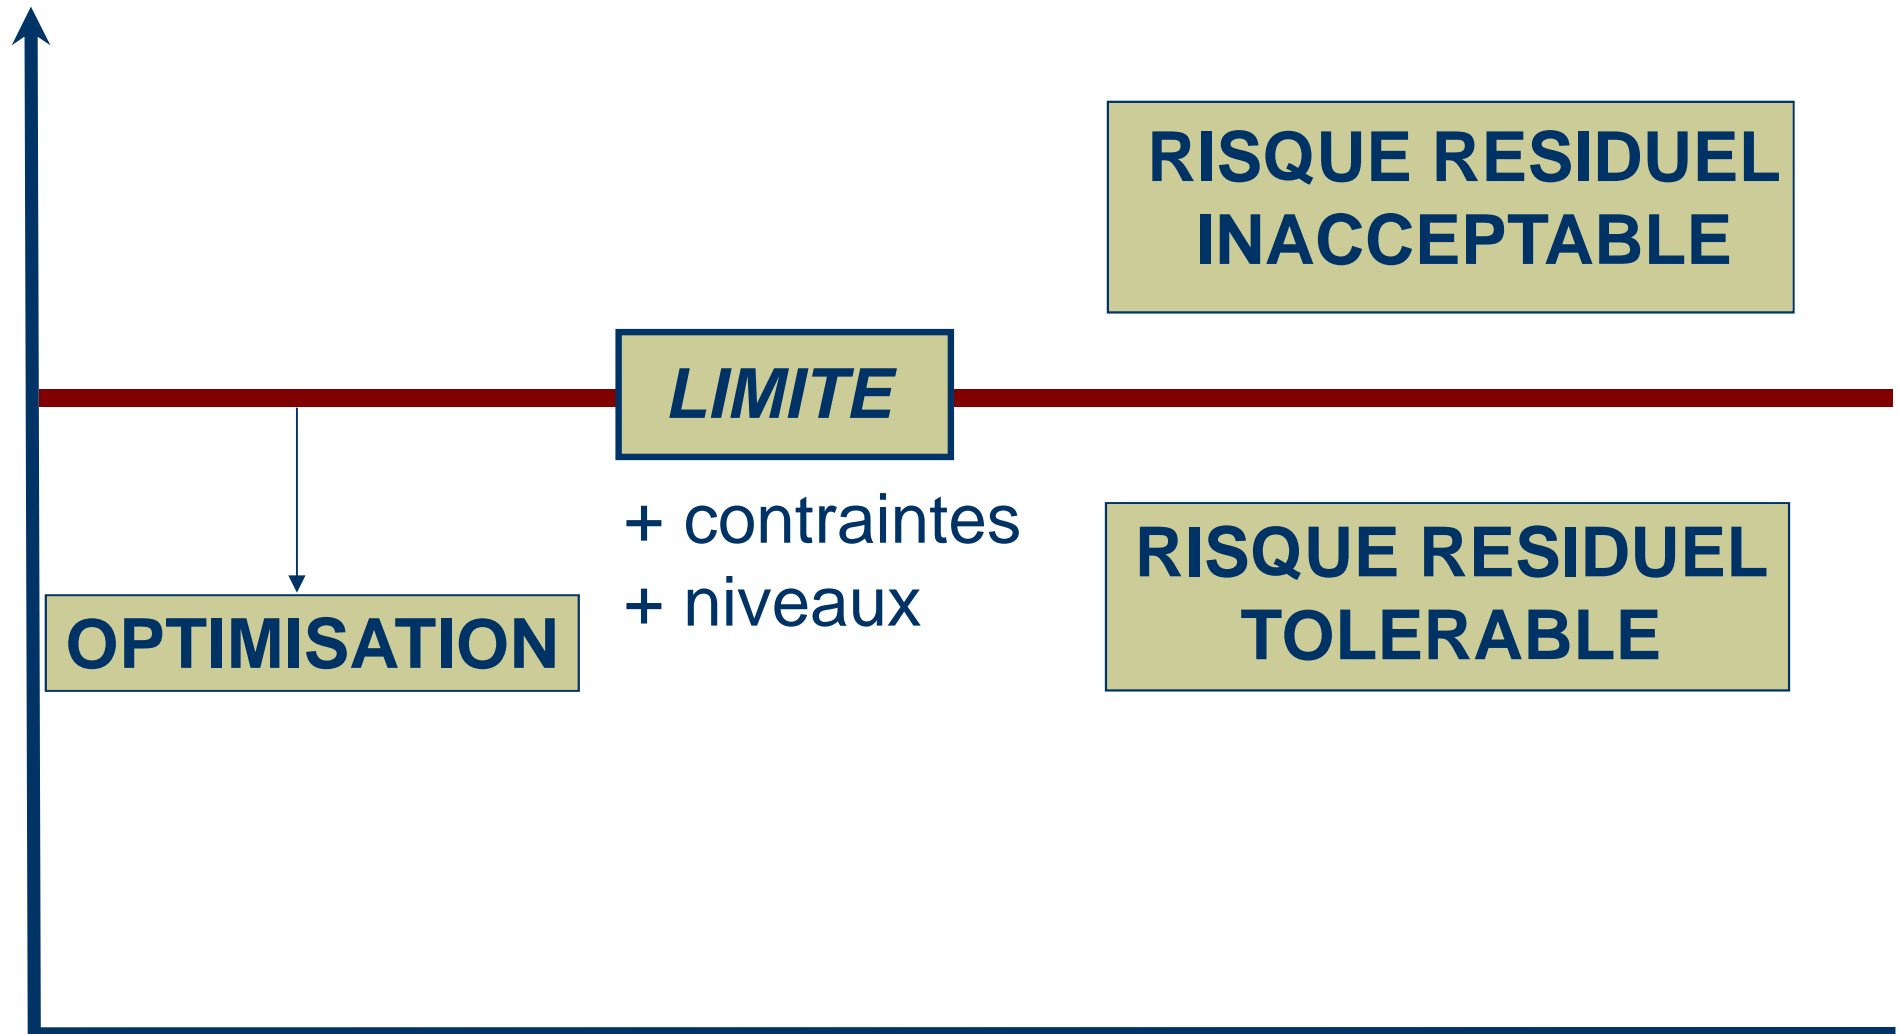 RISQUE RESIDUEL
INACCEPTABLE
LIMITE
+ contraintes
+ niveaux
OPTIMISATION
RISQUE RESIDUEL
TOLERABLE